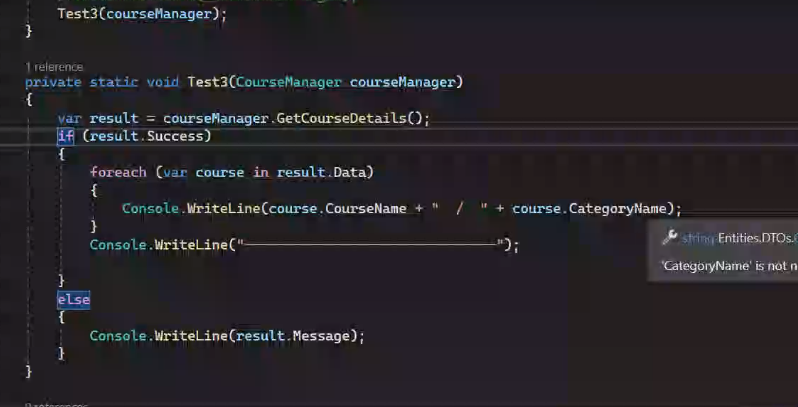 Test3(courseManager);
}
1 reference
private static void Test3(CourseManager courseManager)
{
var result = courseManager.GetCourseDetails();
if (result.Success)
{
foreach (var course in result.Data)
{
Console.WriteLine(course.CourseName + "  /  " + course.CategoryName);
}
Console.WriteLine("————————————————————————————————");
string Entities.DTOs.
'CategoryName' is not n
}
else
{
Console.WriteLine(result.Message);
}
}
0 references